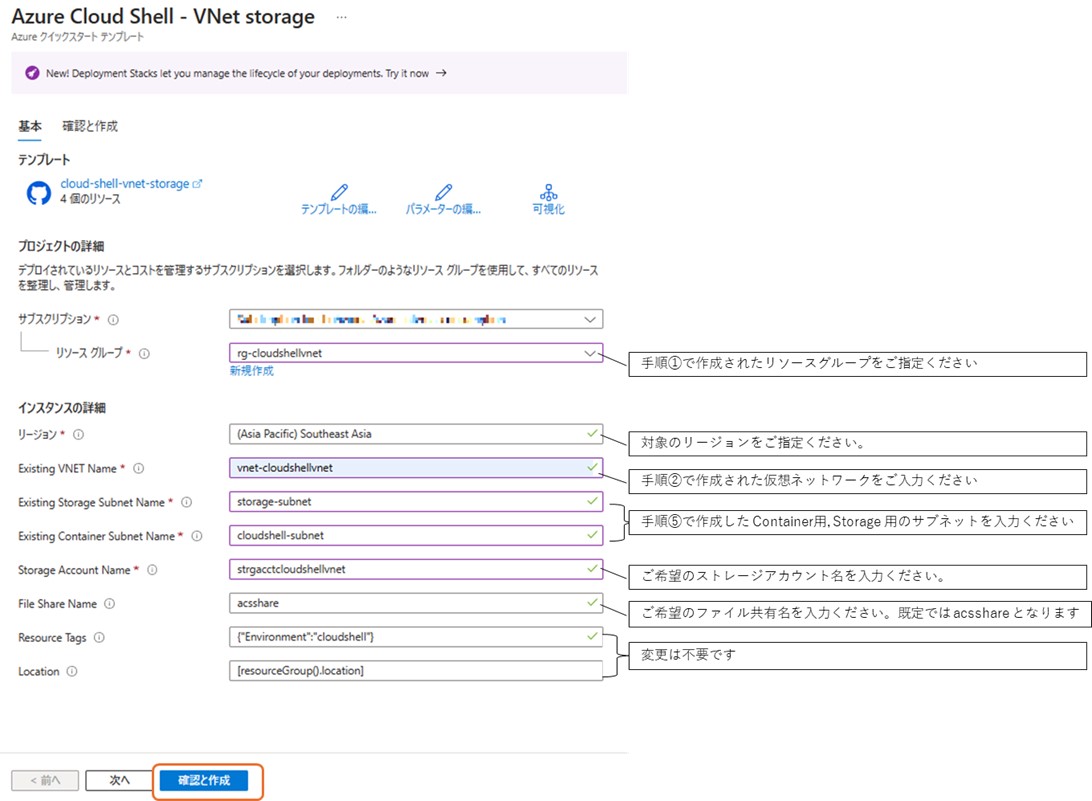 Azure Cloud Shell - VNet storage ...
Azure クイックスタート テンプレート
New! Deployment Stacks let you manage the lifecycle of your deployments. Try it now →
基本 確認と作成
テンプレート
cloud-shell-vnet-storage
4 個のリソース
テンプレートの編... パラメーターの編... 可視化
プロジェクトの詳細
デプロイされているリソースとコストを管理するサブスクリプションを選択します。フォルダーのようなリソース グループを使用して、すべてのリソース
を整理し、管理します。
サブスクリプション *
リソース グループ * rg-cloudshellvnet
新規作成
手順①で作成されたリソースグループをご指定ください
インスタンスの詳細
リージョン * (Asia Pacific) Southeast Asia
対象のリージョンをご指定ください。
Existing VNET Name * vnet-cloudshellvnet
手順②で作成された仮想ネットワークをご入力ください
Existing Storage Subnet Name * storage-subnet
手順⑤で作成したContainer用,Storage 用のサブネットを入力ください
Existing Container Subnet Name * cloudshell-subnet
Storage Account Name * strgacctcloudshellvnet
ご希望のストレージアカウント名を入力ください。
File Share Name acsshare
ご希望のファイル共有名を入力ください。既定ではacsshareとなります
Resource Tags {"Environment":"cloudshell"}
変更は不要です
Location [resourceGroup().location]
< 前へ 次へ 確認と作成